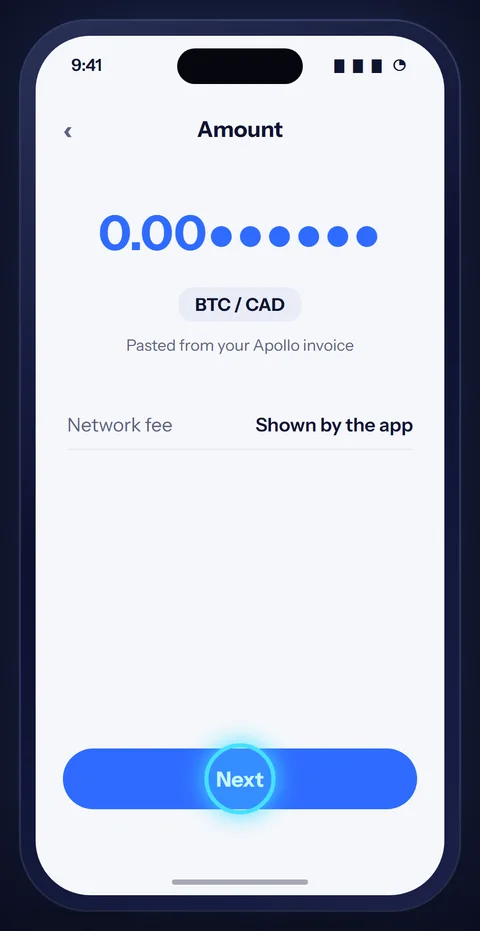 9:41
Amount
0.00●●●●●●
BTC / CAD
Pasted from your Apollo invoice
Network fee
Shown by the app
Next